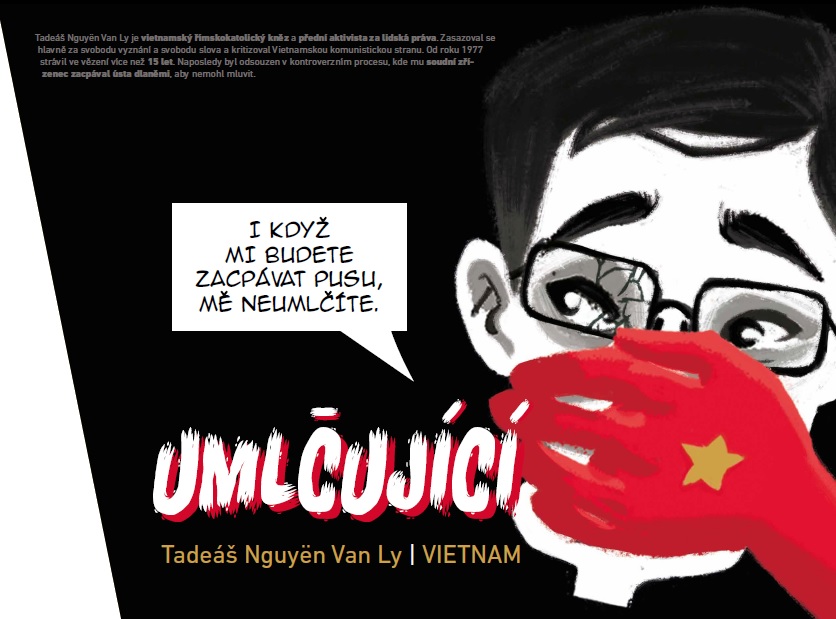 Tadeáš Nguyën Van Ly je vietnamský římskokatolický kněz a přední aktivista za lidská práva. Zasazoval se
hlavně za svobodu vyznání a svobodu slova a kritizoval Vietnamskou komunistickou stranu. Od roku 1977
strávil ve vězení více než 15 let. Naposledy byl odsouzen v kontroverzním procesu, kde mu soudní zří-
zenec zacpával ústa dlaněmi, aby nemohl mluvit.
I KDYŽ
MI BUDETE
ZACPÁVAT PUSU,
MĚ NEUMLČÍTE.
UMLČUJÍCÍ
Tadeáš Nguyën Van Ly | VIETNAM